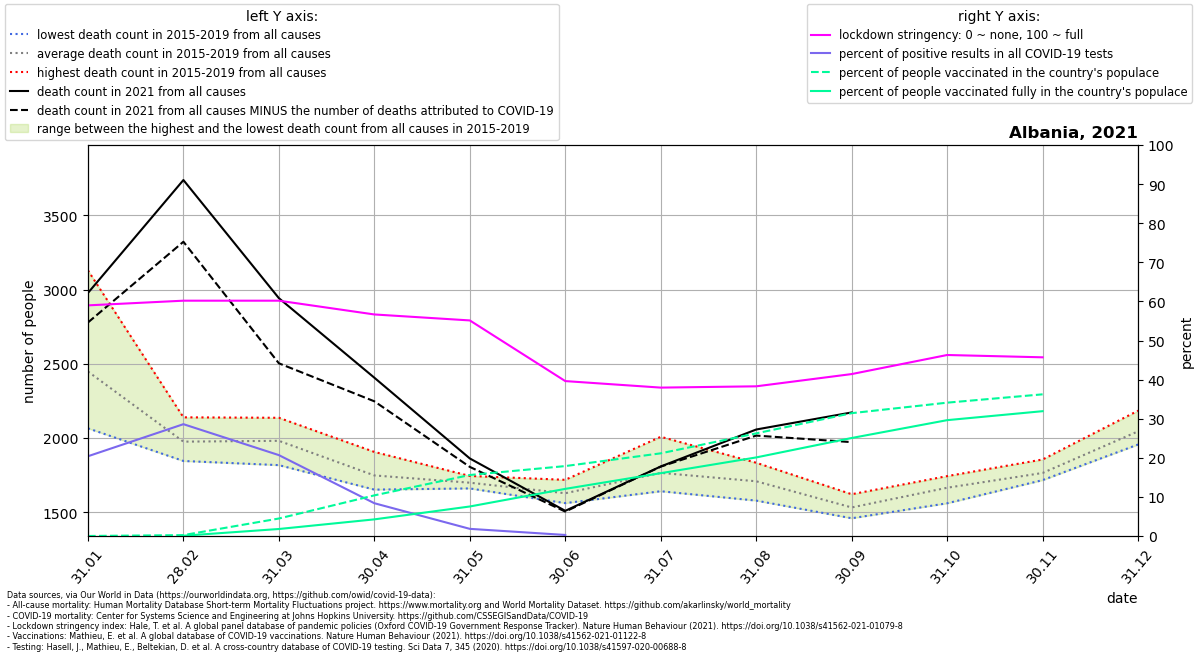 left Y axis:
lowest death count in 2015-2019 from all causes
average death count in 2015-2019 from all causes
highest death count in 2015-2019 from all causes
death count in 2021 from all causes
death count in 2021 from all causes MINUS the number of deaths attributed to COVID-19
range between the highest and the lowest death count from all causes in 2015-2019
right Y axis:
lockdown stringency: 0 ~ none, 100 ~ full
percent of positive results in all COVID-19 tests
percent of people vaccinated in the country's populace
percent of people vaccinated fully in the country's populace
Albania, 2021
number of people
3500
3000
2500
2000
1500
100
90
80
70
60
50
40
30
20
10
0
percent
31.01
28.02
31.03
30.04
31.05
30.06
31.07
31.08
30.09
31.10
30.11
31.12
date
Data sources, via Our World in Data (https://ourworldindata.org, https://github.com/owid/covid-19-data):
- All-cause mortality: Human Mortality Database Short-term Mortality Fluctuations project. https://www.mortality.org and World Mortality Dataset. https://github.com/akarlinsky/world_mortality
- COVID-19 mortality: Center for Systems Science and Engineering at Johns Hopkins University. https://github.com/CSSEGISandData/COVID-19
- Lockdown stringency index: Hale, T. et al. A global panel database of pandemic policies (Oxford COVID-19 Government Response Tracker). Nature Human Behaviour (2021). https://doi.org/10.1038/s41562-021-01079-8
- Vaccinations: Mathieu, E. et al. A global database of COVID-19 vaccinations. Nature Human Behaviour (2021). https://doi.org/10.1038/s41562-021-01122-8
- Testing: Hasell, J., Mathieu, E., Beltekian, D. et al. A cross-country database of COVID-19 testing. Sci Data 7, 345 (2020). https://doi.org/10.1038/s41597-020-00688-8